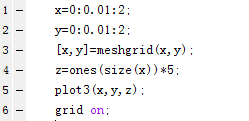 1 - x=0:0.01:2;
2 - y=0:0.01:2;
3 - [x,y]=meshgrid(x,y);
4 - z=ones(size(x))*5;
5 - plot3(x,y,z);
6 - grid on;